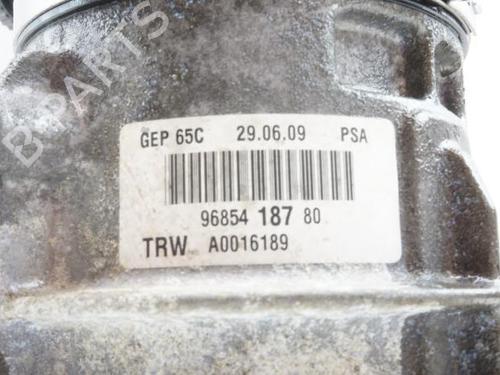 B-PARTS
GEP 65C 29.06.09 PSA
96854 187 80
TRW A0016189